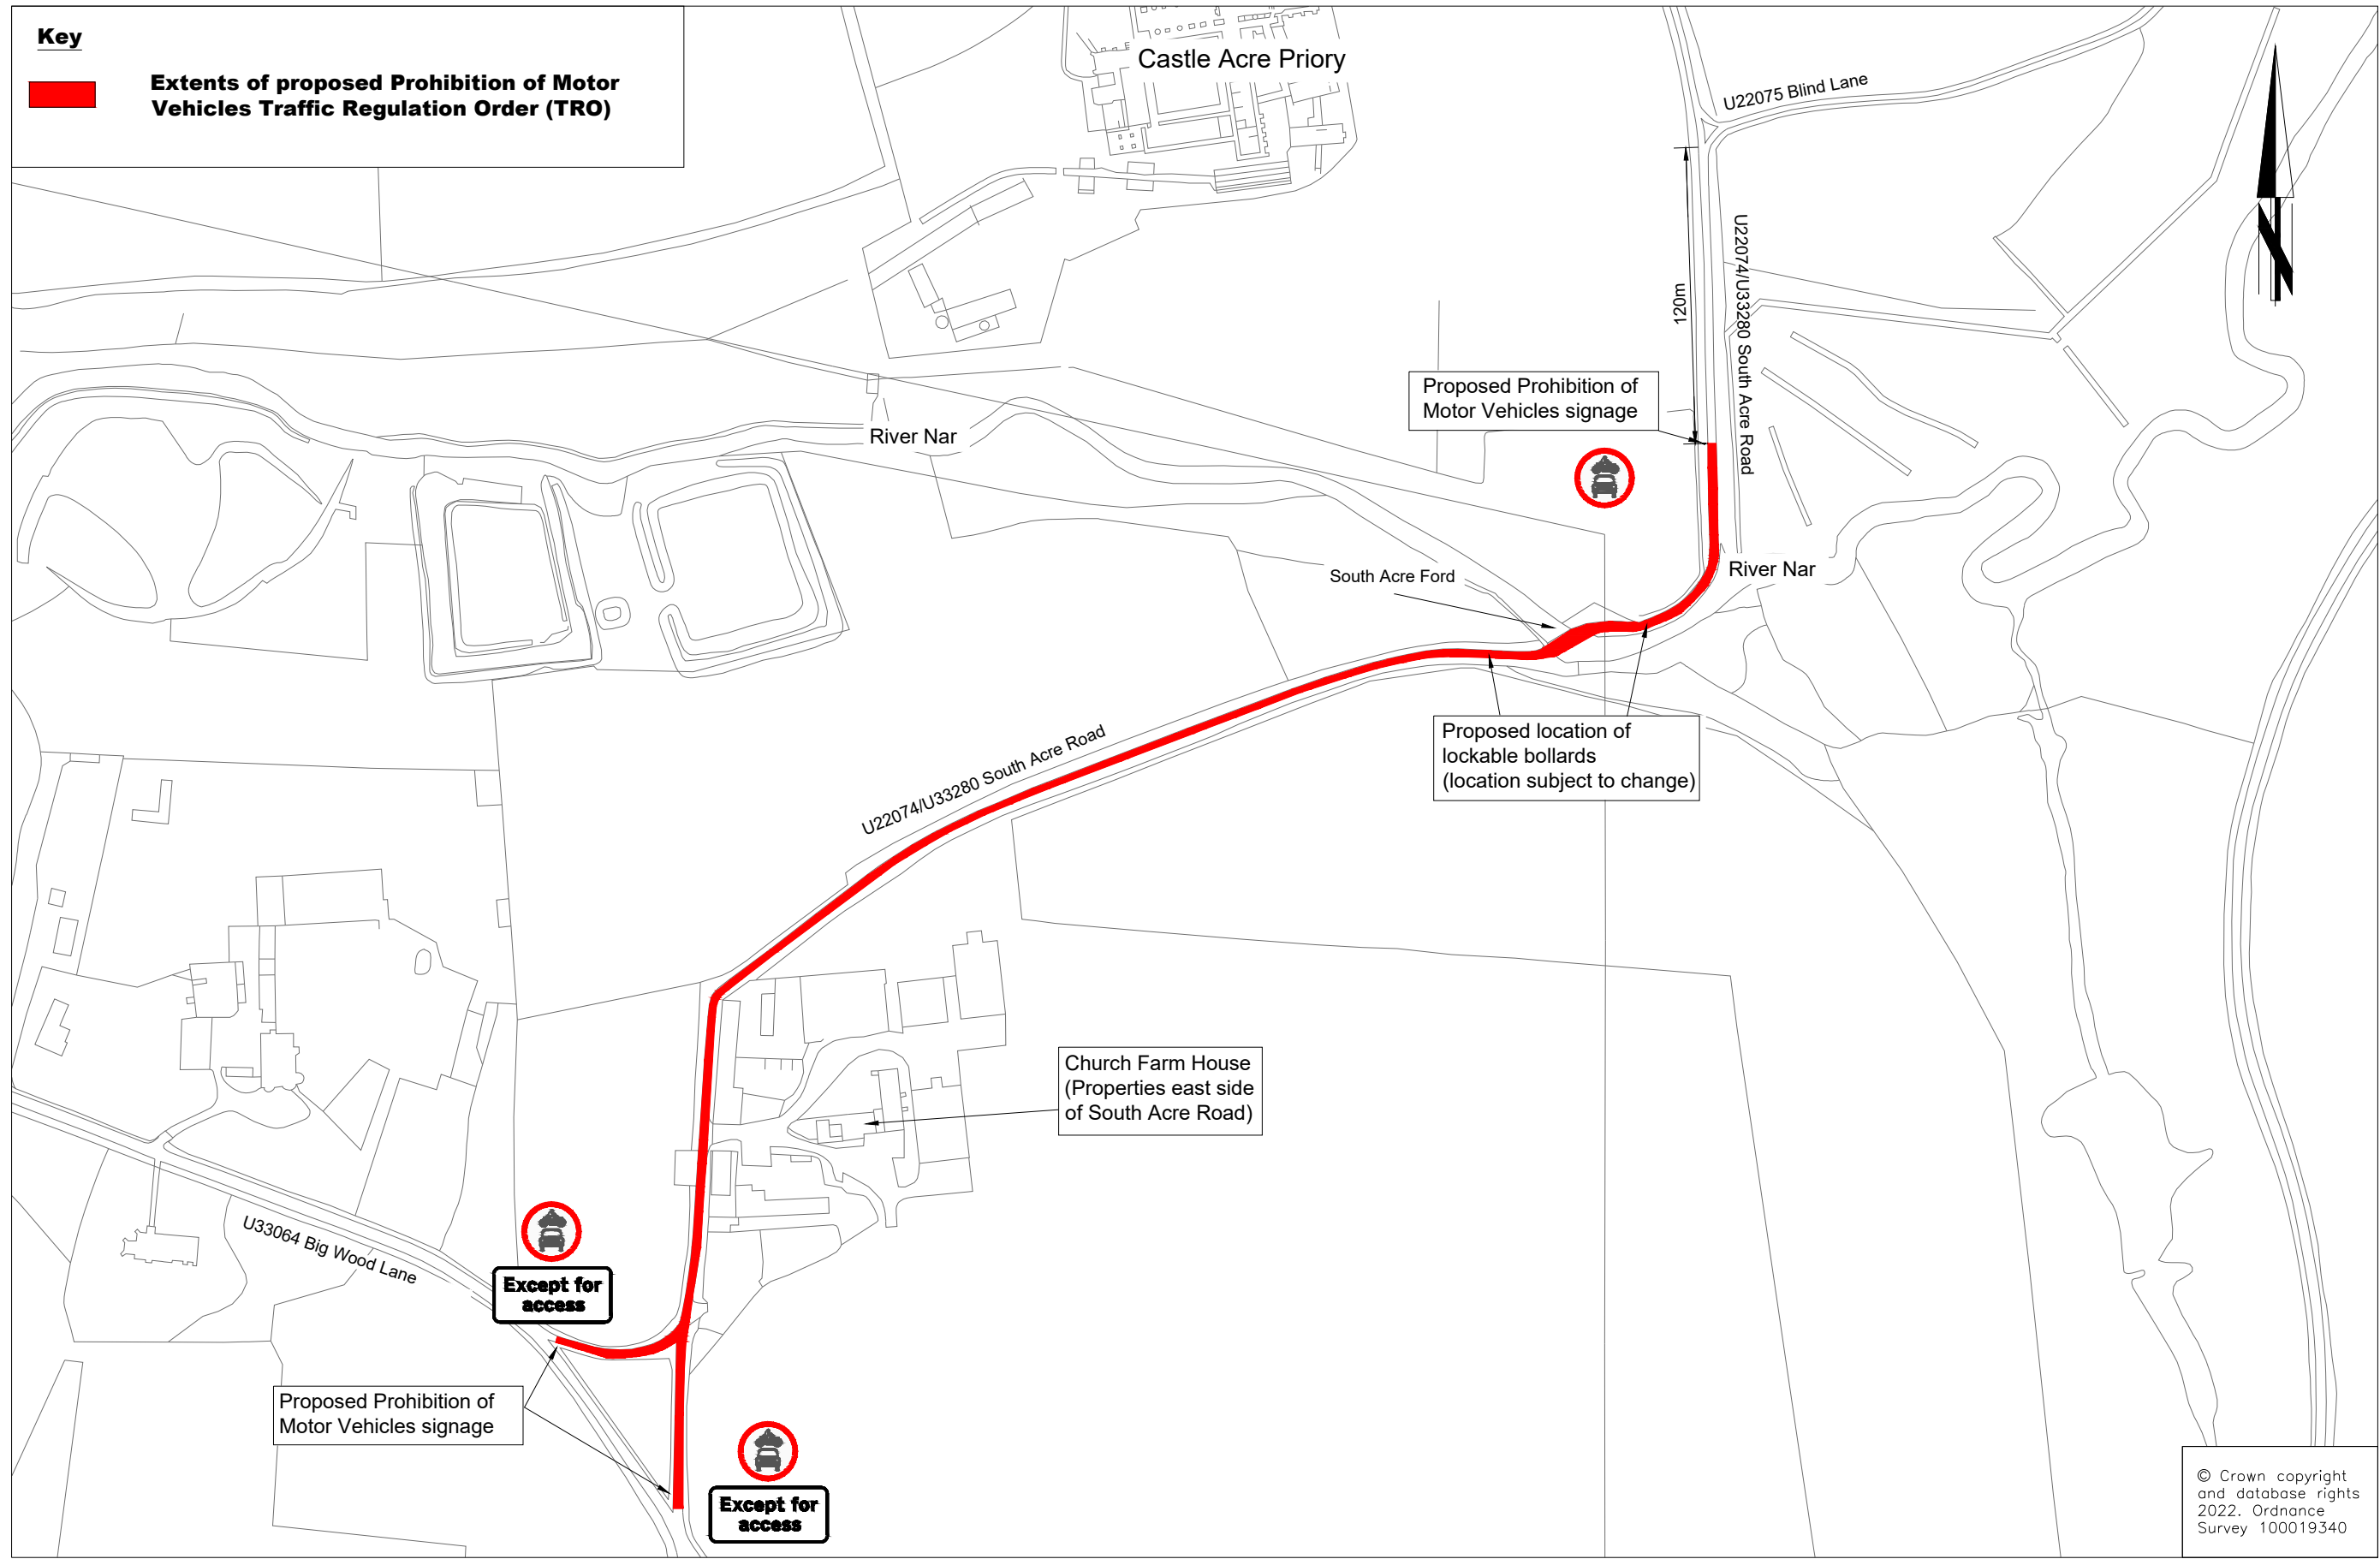 Key
Extents of proposed Prohibition of Motor
Vehicles Traffic Regulation Order (TRO)
Castle Acre Priory
U22075 Blind Lane
120m
U22074/U33280 South Acre Road
Proposed Prohibition of
Motor Vehicles signage
River Nar
South Acre Ford
River Nar
Proposed location of
lockable bollards
(location subject to change)
U22074/U33280 South Acre Road
Church Farm House
(Properties east side
of South Acre Road)
U33064 Big Wood Lane
Except for
access
Proposed Prohibition of
Motor Vehicles signage
Except for
access
© Crown copyright
and database rights
2022. Ordnance
Survey 100019340
N